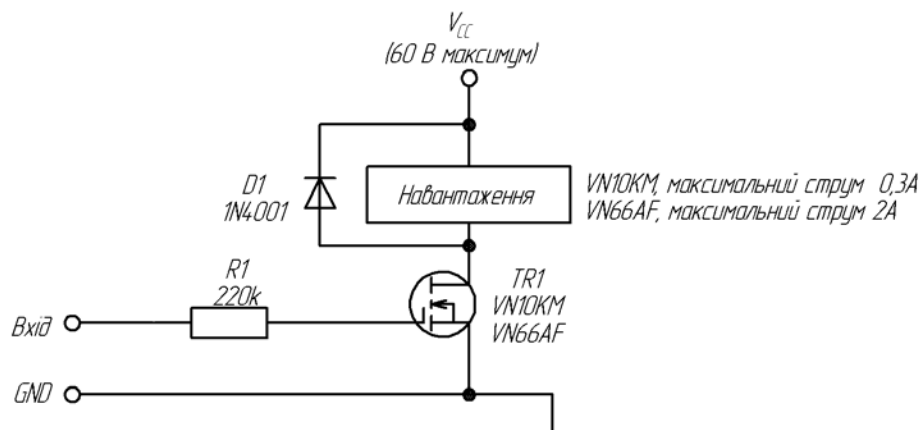 V_CC
(60 В максимум)
D1
1N4001
Навантаження
VN10KM, максимальний струм 0,3А
VN66AF, максимальний струм 2А
R1
220k
TR1
VN10KM
VN66AF
Вхід
GND